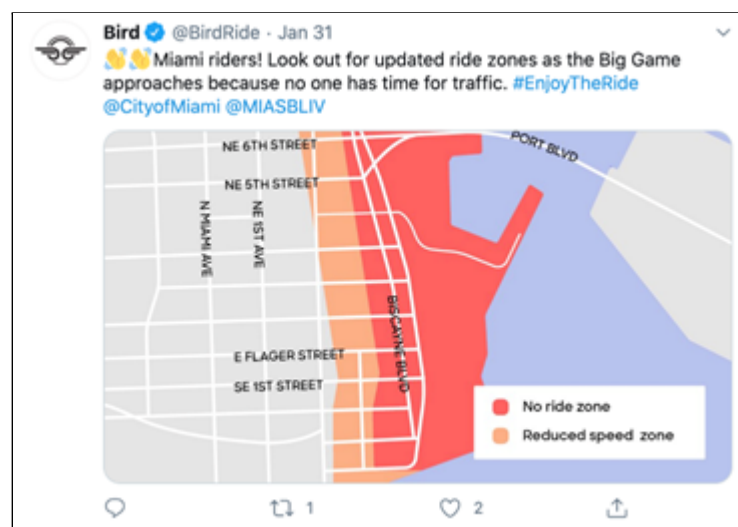 Bird @BirdRide · Jan 31
👋👋Miami riders! Look out for updated ride zones as the Big Game
approaches because no one has time for traffic. #EnjoyTheRide
@CityofMiami @MIASBLIV
PORT BLVD
NE 6TH STREET
NE 5TH STREET
N MIAMI AVE
NE 1ST AVE
BISCAYNE BLVD
E FLAGER STREET
SE 1ST STREET
No ride zone
Reduced speed zone
1
2